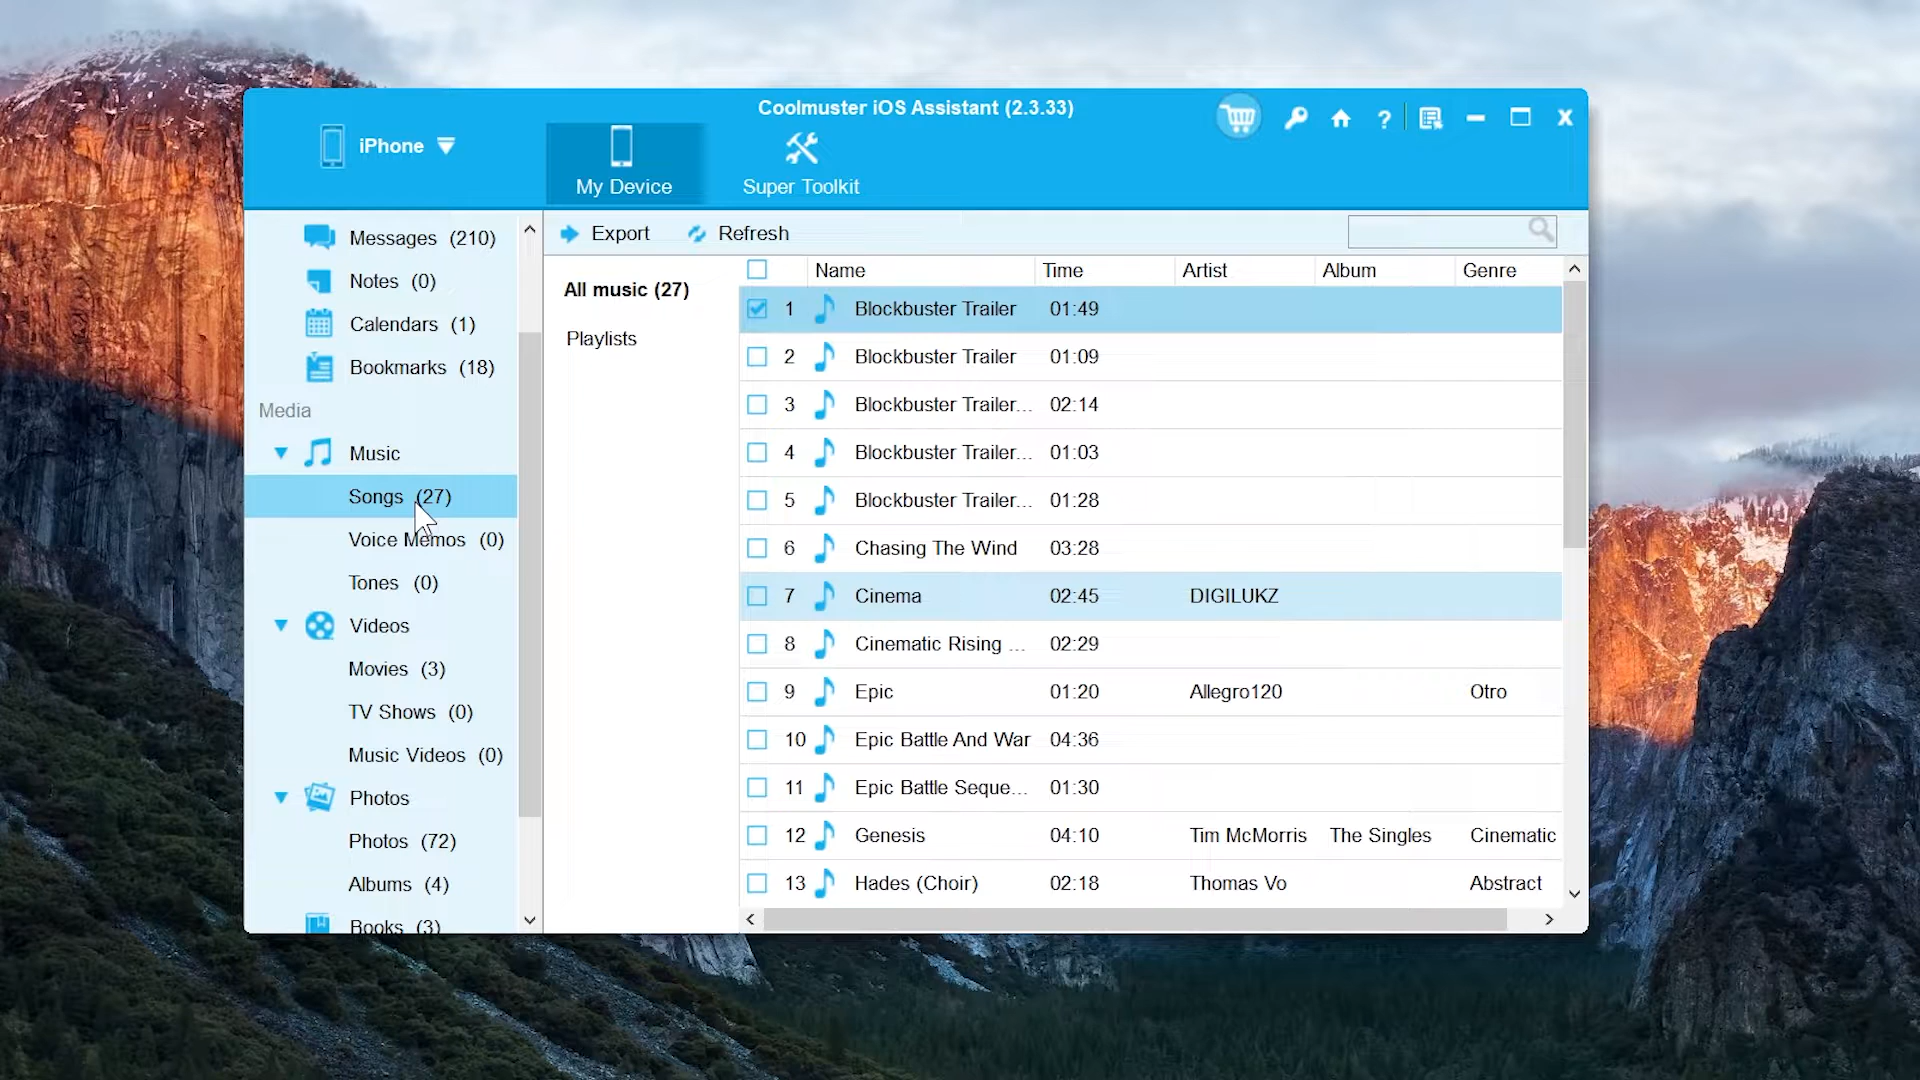 Coolmuster iOS Assistant (2.3.33)
iPhone
My Device
Super Toolkit
?
X
Messages (210)
Notes (0)
Calendars (1)
Bookmarks (18)
Media
Music
Songs (27)
Voice Memos (0)
Tones (0)
Videos
Movies (3)
TV Shows (0)
Music Videos (0)
Photos
Photos (72)
Albums (4)
Books (3)
Export Refresh
All music (27)
Playlists
Name Time Artist Album Genre
1 Blockbuster Trailer 01:49
2 Blockbuster Trailer 01:09
3 Blockbuster Trailer... 02:14
4 Blockbuster Trailer... 01:03
5 Blockbuster Trailer... 01:28
6 Chasing The Wind 03:28
7 Cinema 02:45 DIGILUKZ
8 Cinematic Rising ... 02:29
9 Epic 01:20 Allegro120 Otro
10 Epic Battle And War 04:36
11 Epic Battle Seque... 01:30
12 Genesis 04:10 Tim McMorris The Singles Cinematic
13 Hades (Choir) 02:18 Thomas Vo Abstract